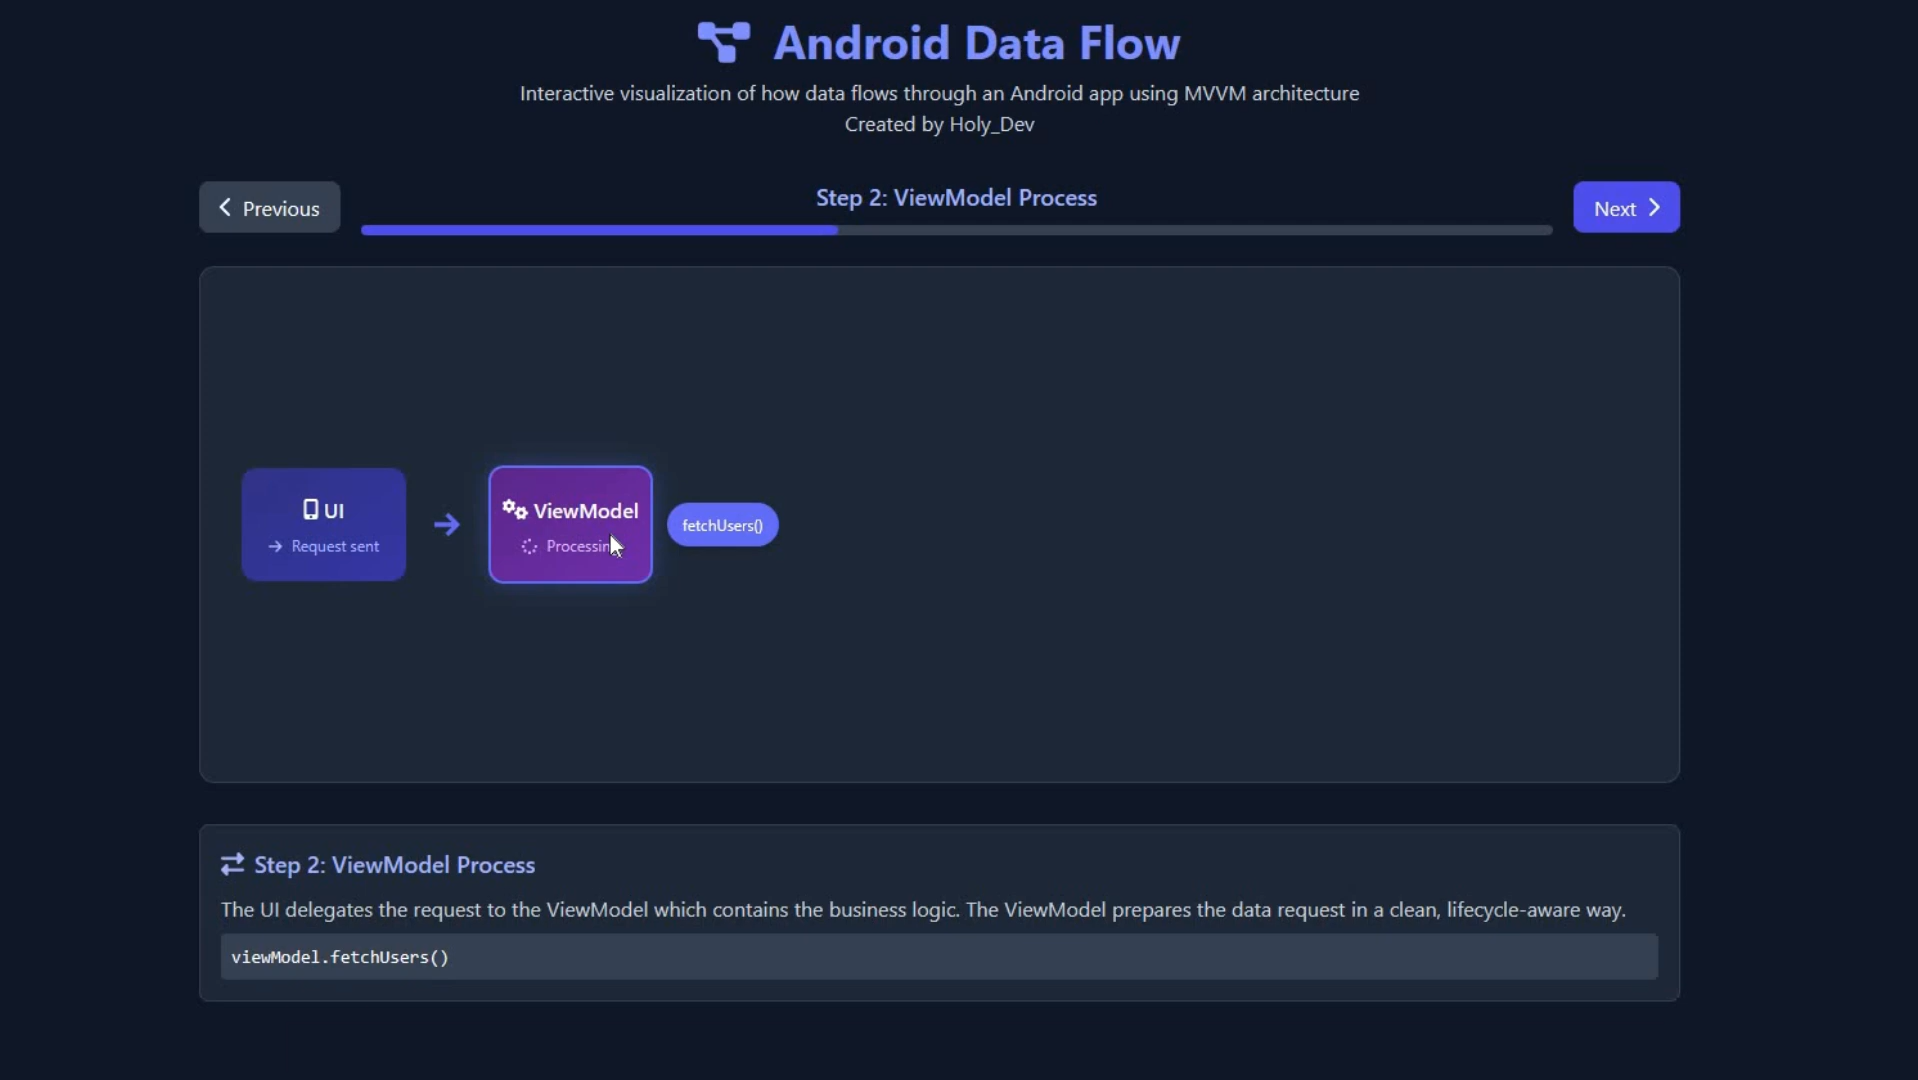 Android Data Flow
Interactive visualization of how data flows through an Android app using MVVM architecture
Created by Holy_Dev
Previous
Step 2: ViewModel Process
Next
UI
Request sent
ViewModel
Processin
fetchUsers()
Step 2: ViewModel Process
The UI delegates the request to the ViewModel which contains the business logic. The ViewModel prepares the data request in a clean, lifecycle-aware way.
viewModel.fetchUsers()